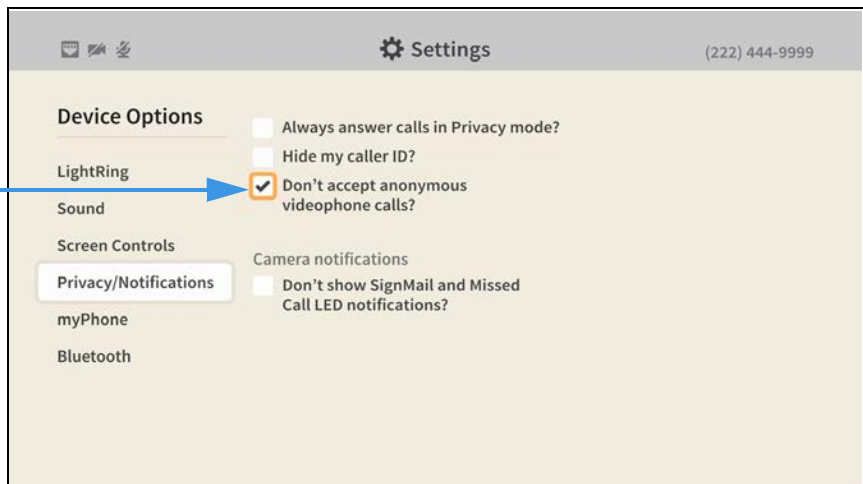 Settings
(222) 444-9999
Device Options
LightRing
Sound
Screen Controls
Privacy/Notifications
myPhone
Bluetooth
Always answer calls in Privacy mode?
Hide my caller ID?
Don't accept anonymous
videophone calls?
Camera notifications
Don't show SignMail and Missed
Call LED notifications?